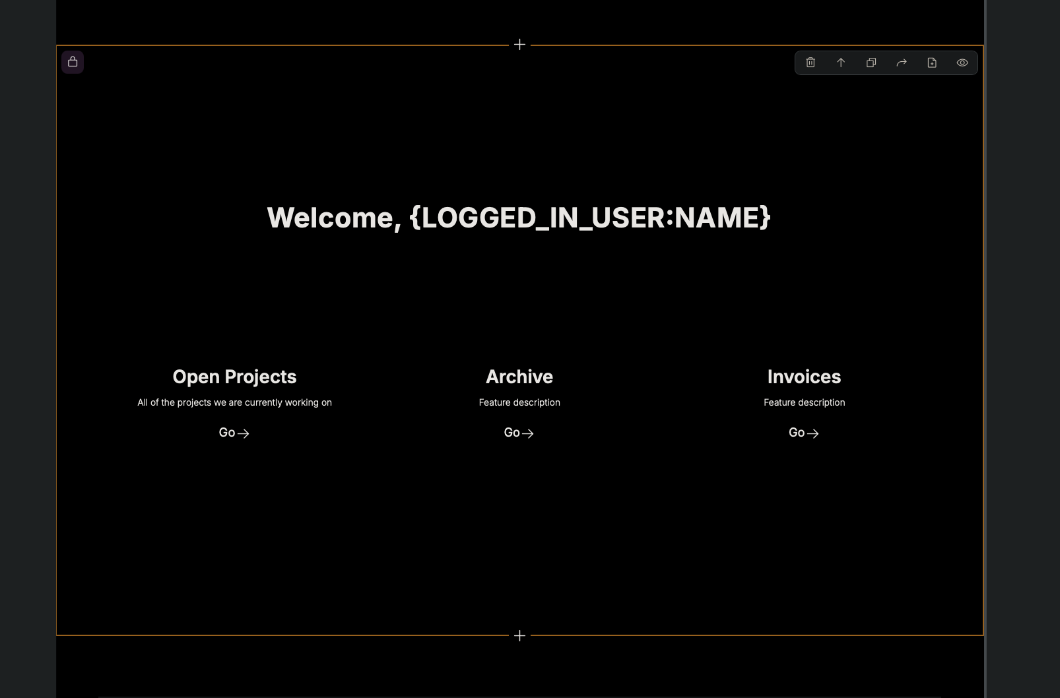 Welcome, {LOGGED_IN_USER:NAME}
Open Projects
All of the projects we are currently working on
Go
Archive
Feature description
Go
Invoices
Feature description
Go